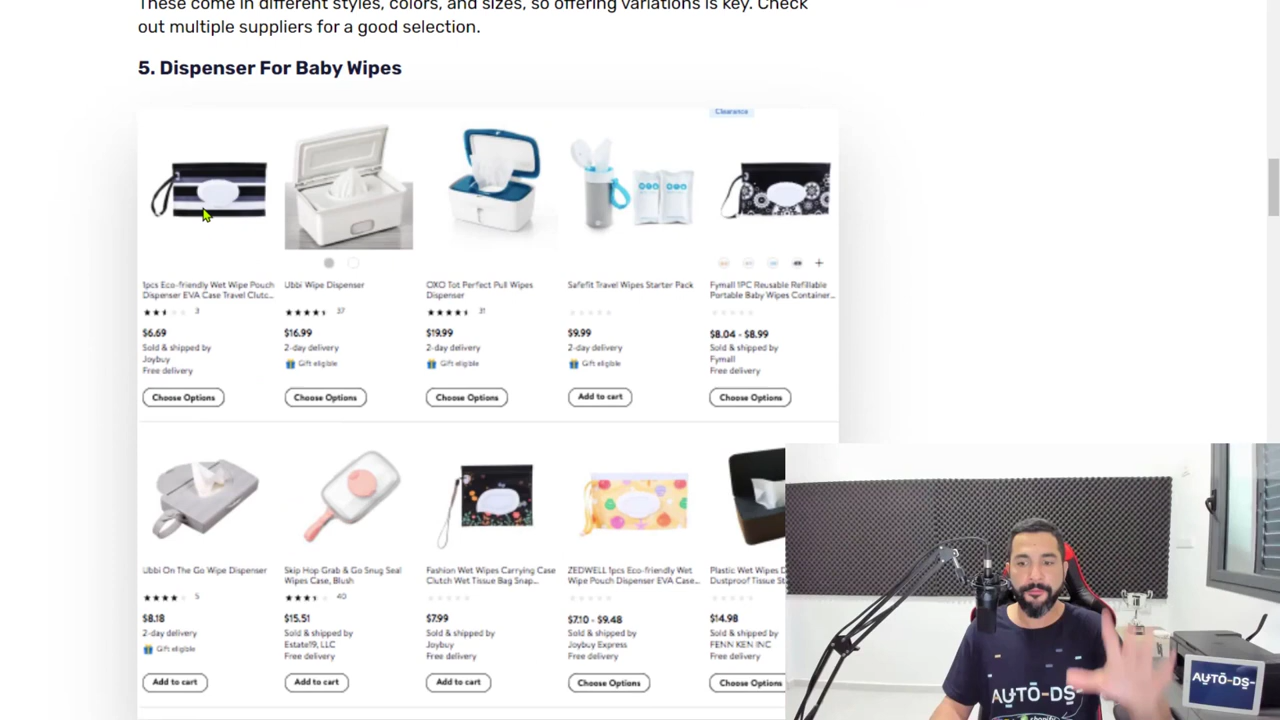 These come in different styles, colors, and sizes, so offering variations is key. Check
out multiple suppliers for a good selection.
5. Dispenser For Baby Wipes
Clearance
1pcs Eco-friendly Wet Wipe Pouch
Dispenser EVA Case Travel Clutc...
3
$6.69
Sold & shipped by
Joybuy
Free delivery
Choose Options
Ubbi Wipe Dispenser
37
$16.99
2-day delivery
Gift eligible
Choose Options
OXO Tot Perfect Pull Wipes
Dispenser
31
$19.99
2-day delivery
Gift eligible
Choose Options
Safefit Travel Wipes Starter Pack
$9.99
2-day delivery
Gift eligible
Add to cart
+
Fymall 1PC Reusable Refillable
Portable Baby Wipes Container...
$8.04 - $8.99
Sold & shipped by
Fymall
Free delivery
Choose Options
Ubbi On The Go Wipe Dispenser
5
$8.18
2-day delivery
Gift eligible
Add to cart
Skip Hop Grab & Go Snug Seal
Wipes Case, Blush
40
$15.51
Sold & shipped by
Estate19, LLC
Free delivery
Add to cart
Fashion Wet Wipes Carrying Case
Clutch Wet Tissue Bag Snap...
$7.99
Sold & shipped by
Joybuy
Free delivery
Add to cart
ZEDWELL 1pcs Eco-friendly Wet
Wipe Pouch Dispenser EVA Case...
$7.10 - $9.48
Sold & shipped by
Joybuy Express
Free delivery
Choose Options
Plastic Wet Wipes D
Dustproof Tissue St
$14.98
Sold & shipped by
FENN KEN INC
Free delivery
Choose Options
AUTO-DS
shopify
AUTO-DS